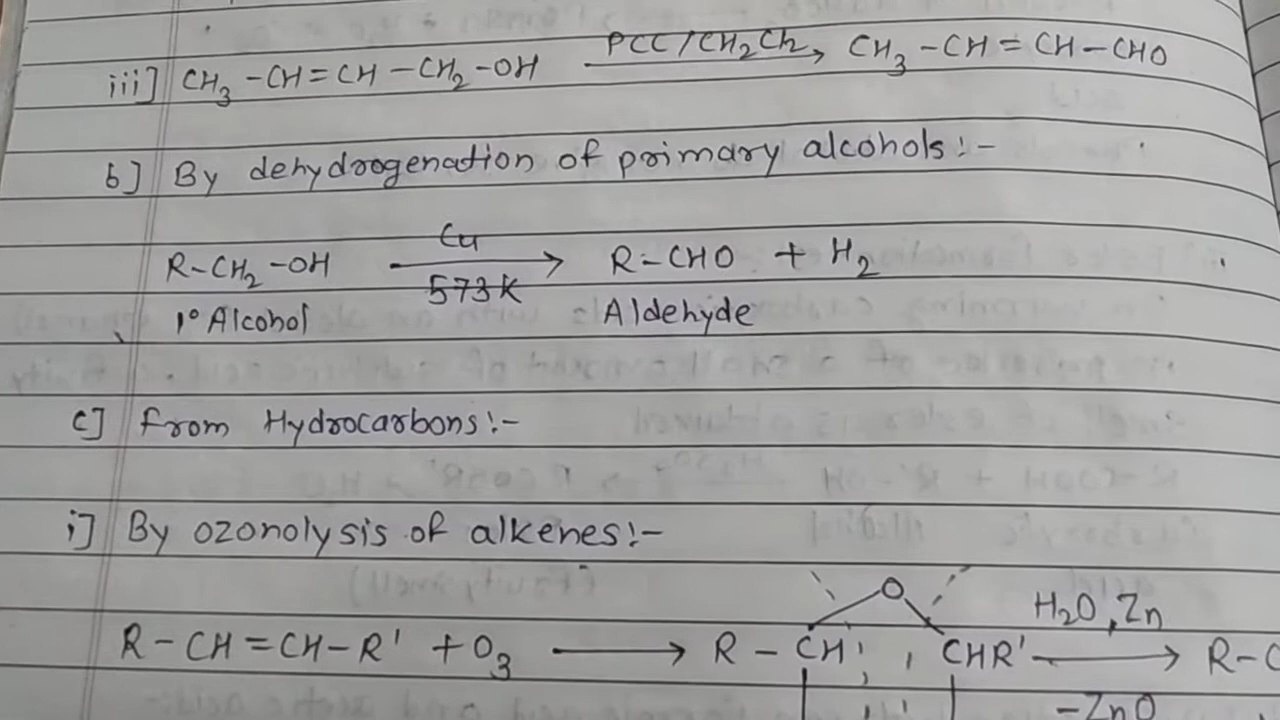 iii] CH₃-CH=CH-CH₂-OH PCC/CH₂Cl₂ → CH₃-CH=CH-CHO
b] By dehydrogenation of primary alcohols:-
R-CH₂-OH Cu 573K → R-CHO + H₂
1° Alcohol Aldehyde
c] from Hydrocarbons:-
i] By ozonolysis of alkenes:-
O H₂O, Zn
R-CH=CH-R' + O₃ → R-CH CHR' → R-C
-ZnO